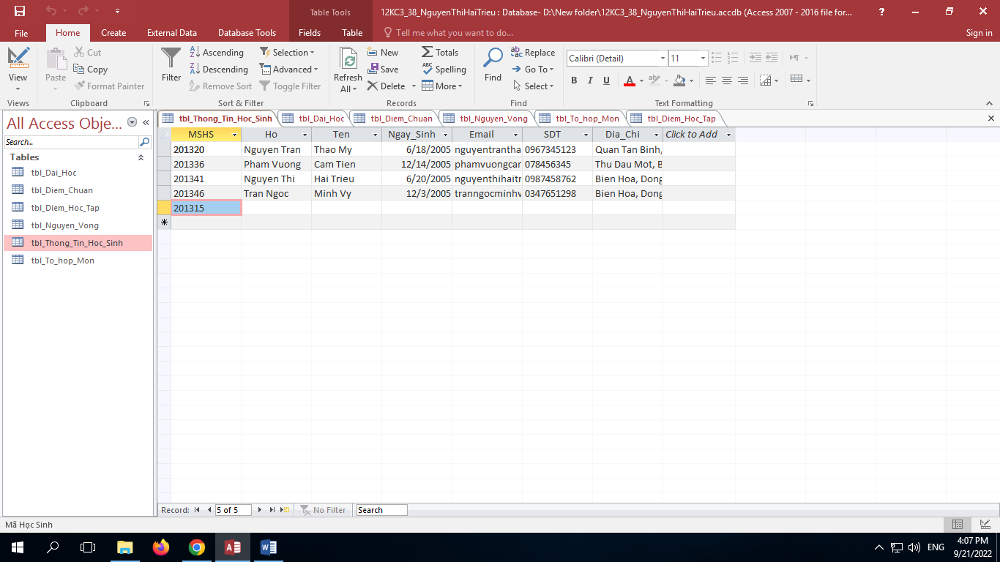 Table Tools
12KC3_38_NguyenThiHaiTrieu : Database- D:\New folder\12KC3_38_NguyenThiHaiTrieu.accdb (Access 2007 - 2016 file for...
?
File Home Create External Data Database Tools Fields Table Tell me what you want to do... Sign in
View
Views
Paste
Cut
Copy
Format Painter
Clipboard
Filter
Ascending
Descending
Remove Sort
Selection
Advanced
Toggle Filter
Sort & Filter
Refresh
All
New
Save
Delete
Totals
Spelling
More
Records
Find
Replace
Go To
Select
Find
Calibri (Detail) 11
B I U A ab
Text Formatting
All Access Obje...
Search...
Tables
tbl_Dai_Hoc
tbl_Diem_Chuan
tbl_Diem_Hoc_Tap
tbl_Nguyen_Vong
tbl_Thong_Tin_Hoc_Sinh
tbl_To_hop_Mon
tbl_Thong_Tin_Hoc_Sinh tbl_Dai_Hoc tbl_Diem_Chuan tbl_Nguyen_Vong tbl_To_hop_Mon tbl_Diem_Hoc_Tap
MSHS Ho Ten Ngay_Sinh Email SDT Dia_Chi Click to Add
201320 Nguyen Tran Thao My 6/18/2005 nguyentrantha 0967345123 Quan Tan Binh,
201336 Pham Vuong Cam Tien 12/14/2005 phamvuongcam 078456345 Thu Dau Mot, B
201341 Nguyen Thi Hai Trieu 6/20/2005 nguyenthihaitr 0987458762 Bien Hoa, Dong
201346 Tran Ngoc Minh Vy 12/3/2005 tranngocminhv 0347651298 Bien Hoa, Dong
201315
Record: 5 of 5 No Filter Search
Mã Học Sinh
ENG
4:07 PM
9/21/2022